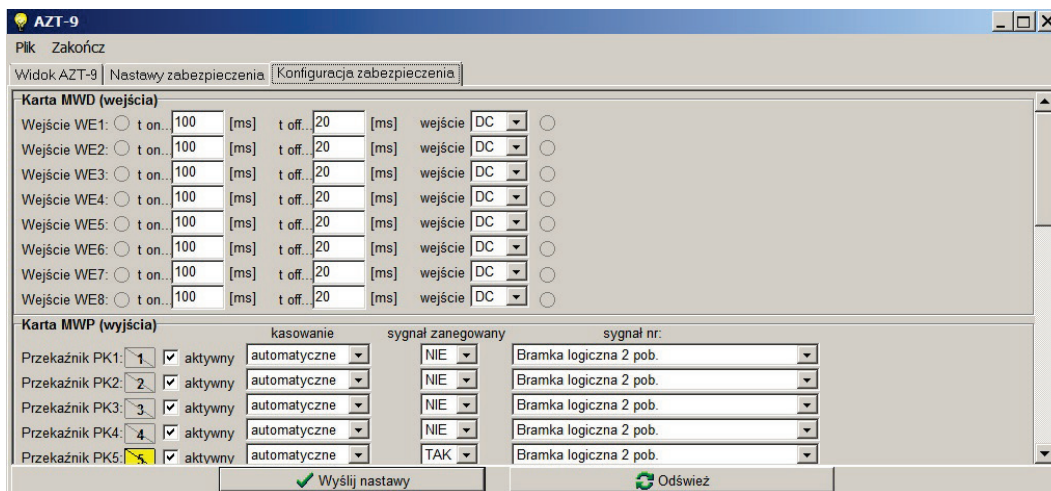 AZT-9
Plik Zakończ
Widok AZT-9 Nastawy zabezpieczenia Konfiguracja zabezpieczenia
Karta MWD (wejścia)
Wejście WE1: t on... 100 [ms] t off... 20 [ms] wejście DC
Wejście WE2: t on... 100 [ms] t off... 20 [ms] wejście DC
Wejście WE3: t on... 100 [ms] t off... 20 [ms] wejście DC
Wejście WE4: t on... 100 [ms] t off... 20 [ms] wejście DC
Wejście WE5: t on... 100 [ms] t off... 20 [ms] wejście DC
Wejście WE6: t on... 100 [ms] t off... 20 [ms] wejście DC
Wejście WE7: t on... 100 [ms] t off... 20 [ms] wejście DC
Wejście WE8: t on... 100 [ms] t off... 20 [ms] wejście DC
Karta MWP (wyjścia)
kasowanie sygnał zanegowany sygnał nr:
Przekaźnik PK1: 1 aktywny automatyczne NIE Bramka logiczna 2 pob.
Przekaźnik PK2: 2 aktywny automatyczne NIE Bramka logiczna 2 pob.
Przekaźnik PK3: 3 aktywny automatyczne NIE Bramka logiczna 2 pob.
Przekaźnik PK4: 4 aktywny automatyczne NIE Bramka logiczna 2 pob.
Przekaźnik PK5: 5 aktywny automatyczne TAK Bramka logiczna 2 pob.
Wyślij nastawy Odśwież